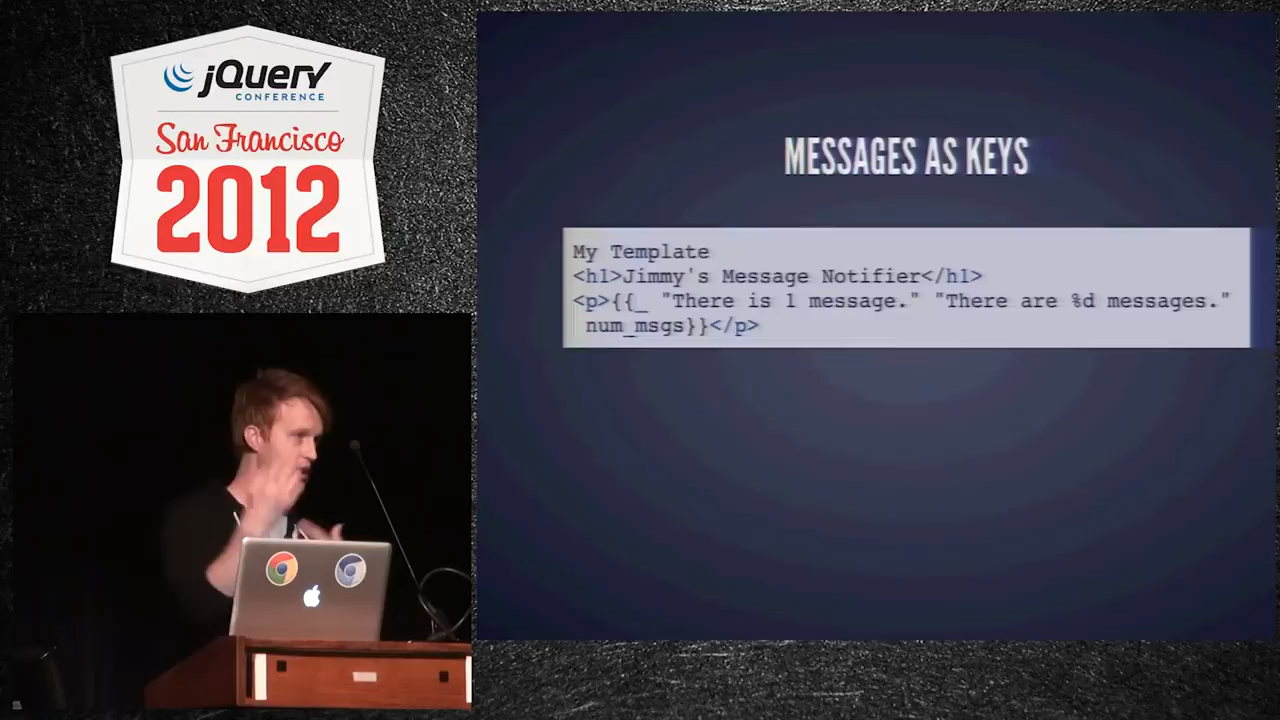 jQuery
CONFERENCE
San Francisco
2012
MESSAGES AS KEYS
My Template
<h1>Jimmy's Message Notifier</h1>
<p>{{_ "There is 1 message." "There are %d messages."
num_msgs}}</p>